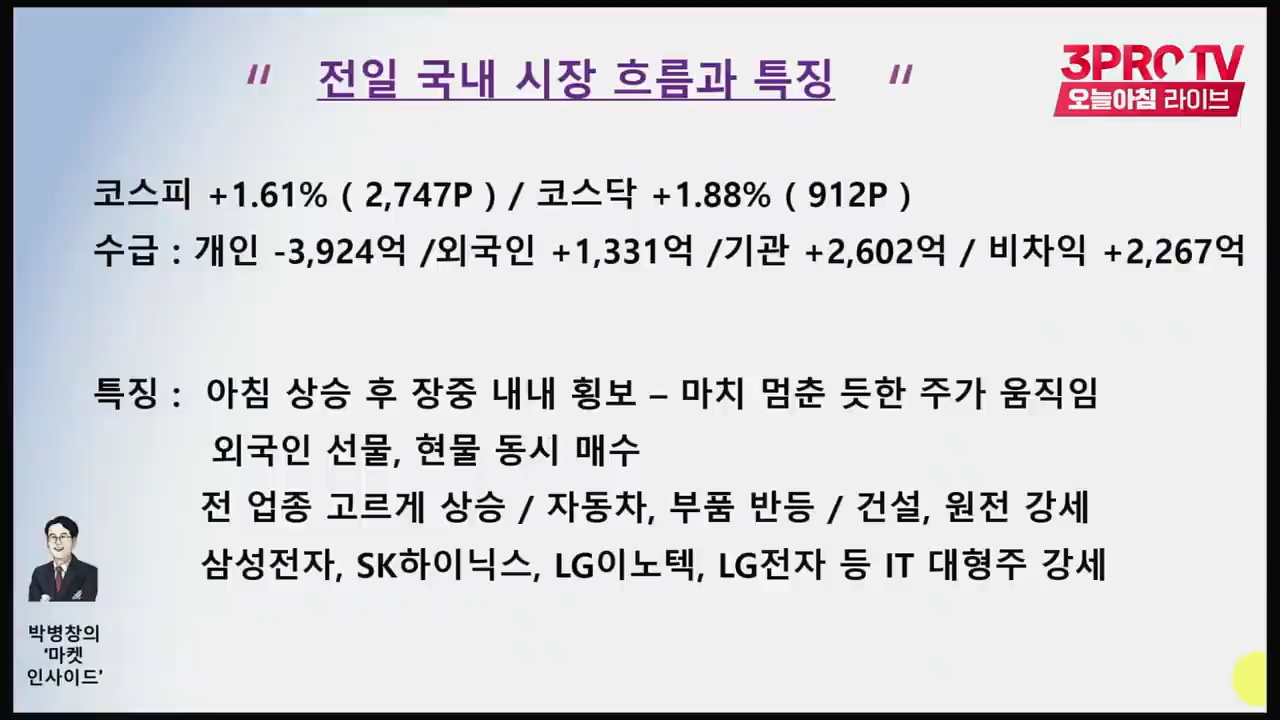 “ 전일 국내 시장 흐름과 특징 “
3PRO TV
오늘아침 라이브
코스피 +1.61% ( 2,747P ) / 코스닥 +1.88% ( 912P )
수급 : 개인 -3,924억 /외국인 +1,331억 /기관 +2,602억 / 비차익 +2,267억
특징 : 아침 상승 후 장중 내내 횡보 – 마치 멈춘 듯한 주가 움직임
외국인 선물, 현물 동시 매수
전 업종 고르게 상승 / 자동차, 부품 반등 / 건설, 원전 강세
삼성전자, SK하이닉스, LG이노텍, LG전자 등 IT 대형주 강세
박병창의
‘마켓
인사이드’